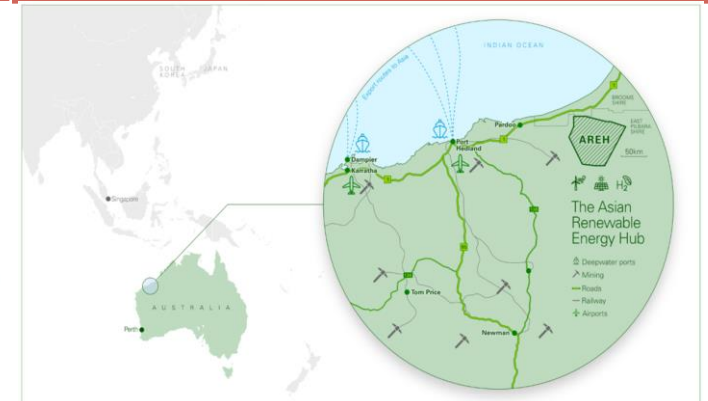 SOUTH
KOREA
JAPAN
Singapore
AUSTRALIA
Perth
INDIAN OCEAN
Export routes to Asia
Dampier
Karratha
Port
Hedland
Pardoo
BROOME
SHIRE
EAST
PILBARA
SHIRE
AREH
50km
H2
The Asian
Renewable
Energy Hub
Deepwater ports
Mining
Roads
Railway
Airports
Tom Price
Newman